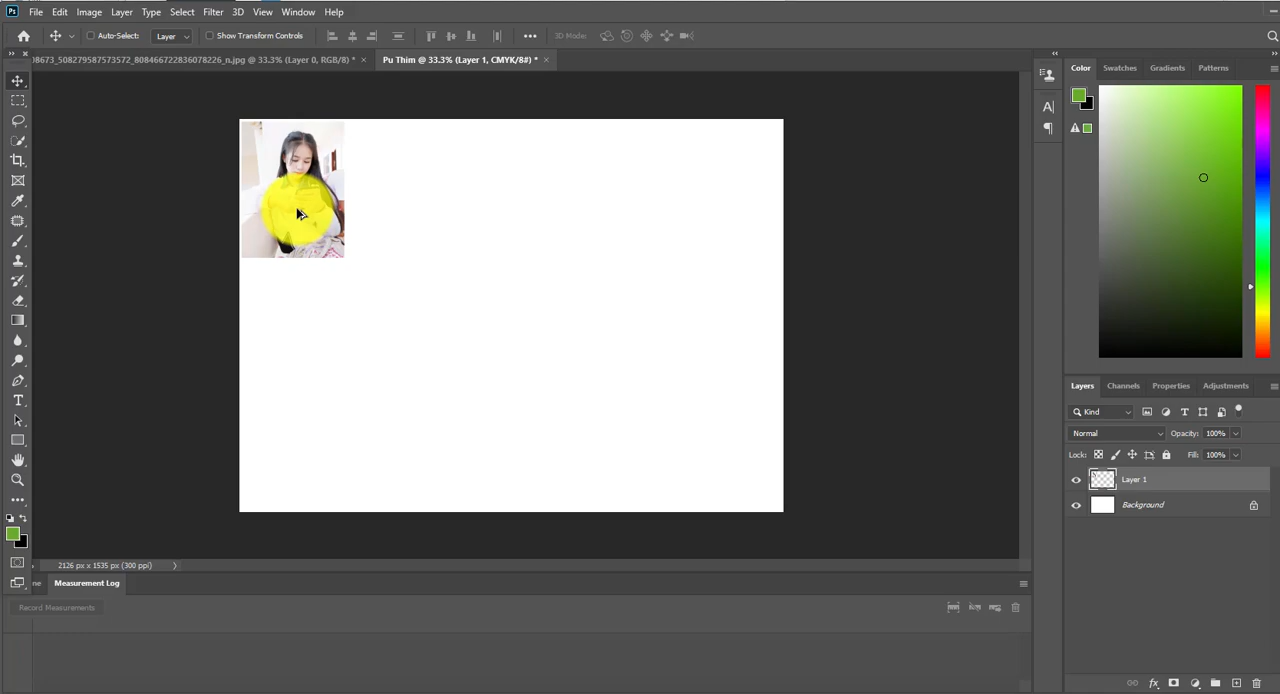 Ps File Edit Image Layer Type Select Filter 3D View Window Help
Auto-Select: Layer Show Transform Controls ••• 3D Mode:
08673_508279587573572_808466722836078226_n.jpg @ 33.3% (Layer 0, RGB/8) * × Pu Thim @ 33.3% (Layer 1, CMYK/8#) * ×
Color Swatches Gradients Patterns
Layers Channels Properties Adjustments
Kind
Normal Opacity: 100%
Lock: Fill: 100%
Layer 1
Background
2126 px x 1535 px (300 ppi)
ne Measurement Log
Record Measurements